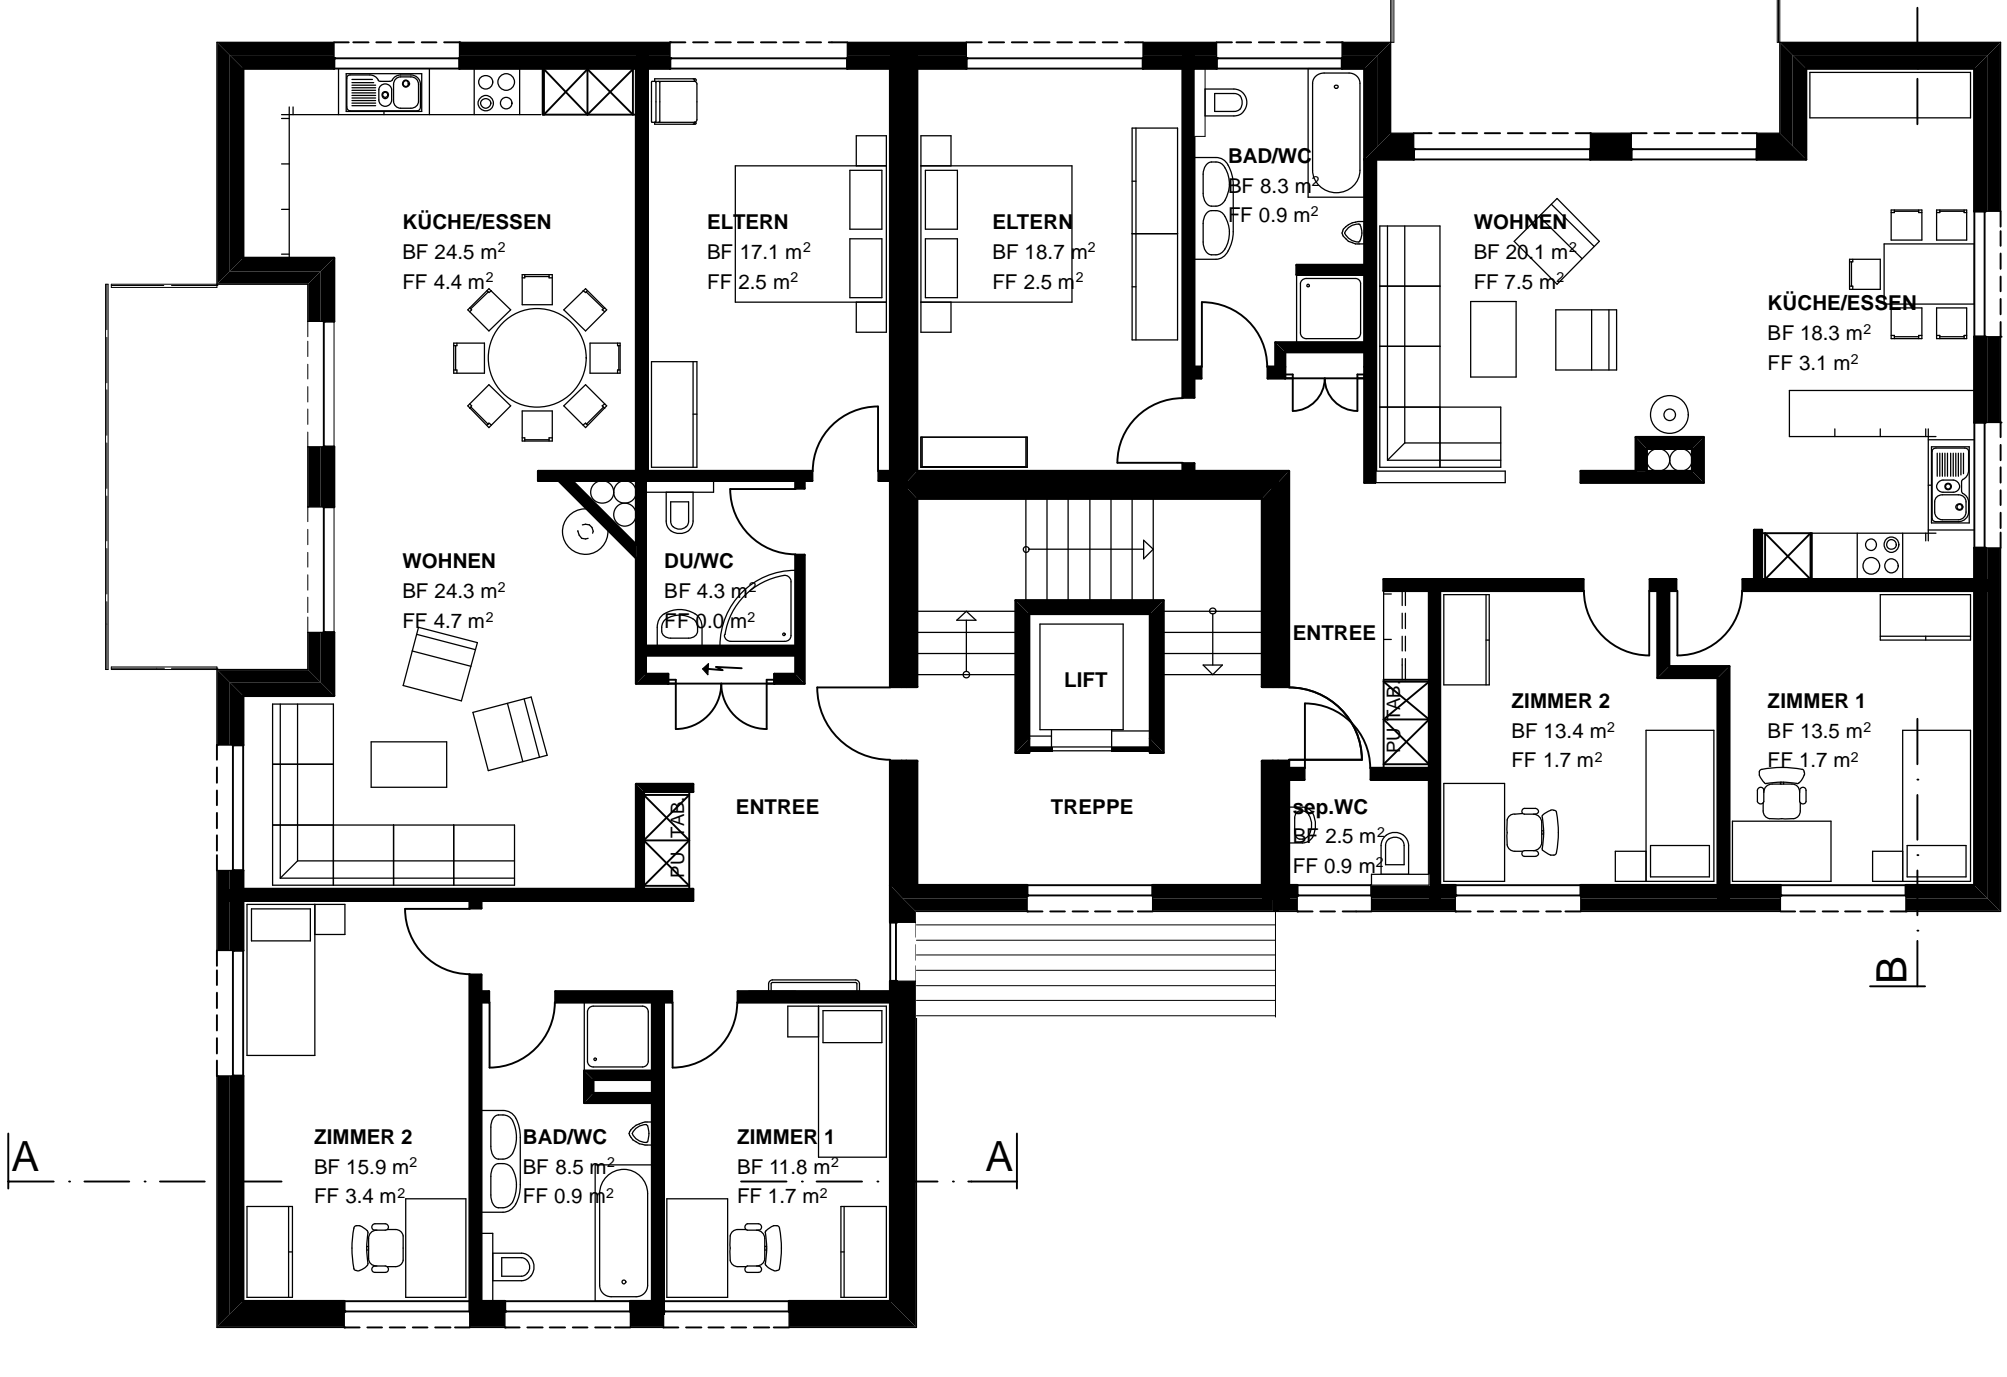 KÜCHE/ESSEN
BF 24.5 m²
FF 4.4 m²
ELTERN
BF 17.1 m²
FF 2.5 m²
ELTERN
BF 18.7 m²
FF 2.5 m²
BAD/WC
BF 8.3 m²
FF 0.9 m²
WOHNEN
BF 20.1 m²
FF 7.5 m²
KÜCHE/ESSEN
BF 18.3 m²
FF 3.1 m²
WOHNEN
BF 24.3 m²
FF 4.7 m²
DU/WC
BF 4.3 m²
FF 0.0 m²
LIFT
ENTREE
PU TAB.
ZIMMER 2
BF 13.4 m²
FF 1.7 m²
ZIMMER 1
BF 13.5 m²
FF 1.7 m²
PU TAB.
ENTREE
TREPPE
sep.WC
BF 2.5 m²
FF 0.9 m²
B
A
ZIMMER 2
BF 15.9 m²
FF 3.4 m²
BAD/WC
BF 8.5 m²
FF 0.9 m²
ZIMMER 1
BF 11.8 m²
FF 1.7 m²
A